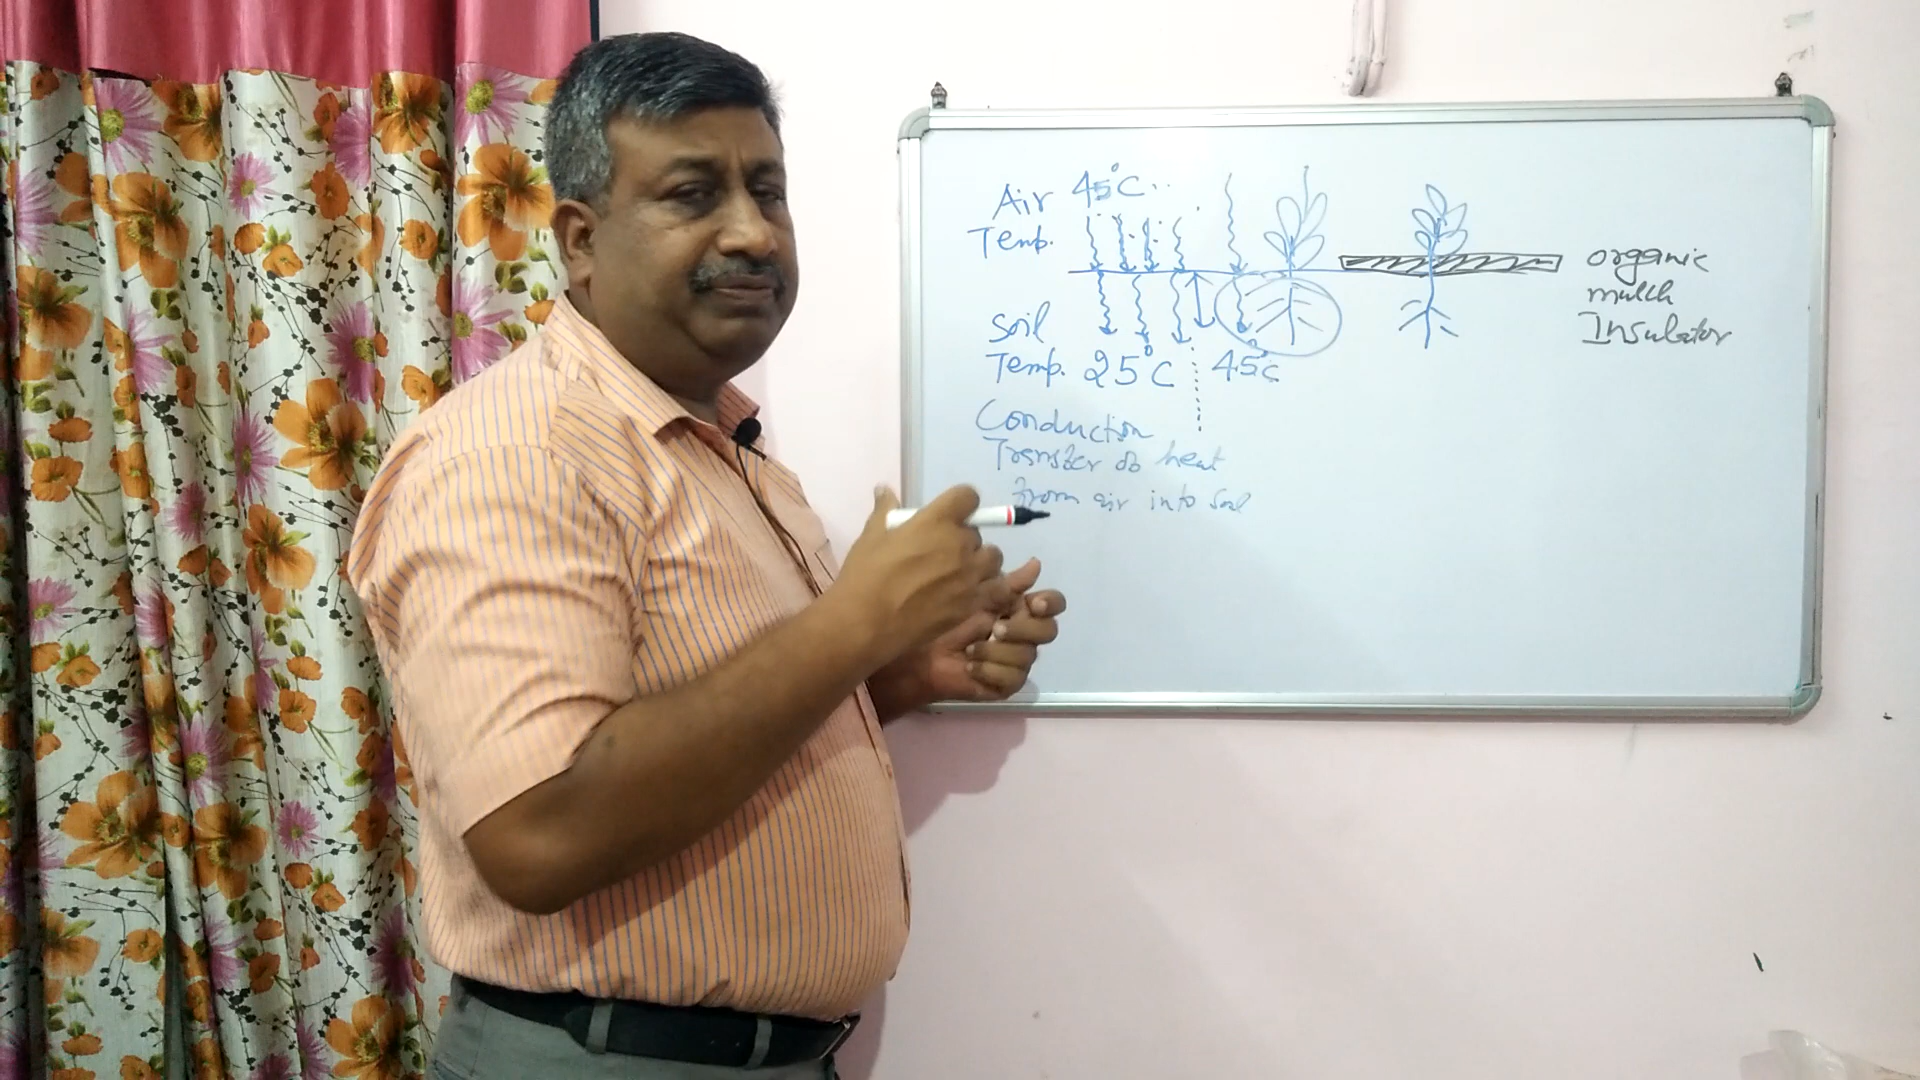 Air 45°C
Temp.
Soil
Temp. 25°C 45°C
Conduction
Transfer of heat
from air into soil
organic
mulch
Insulator